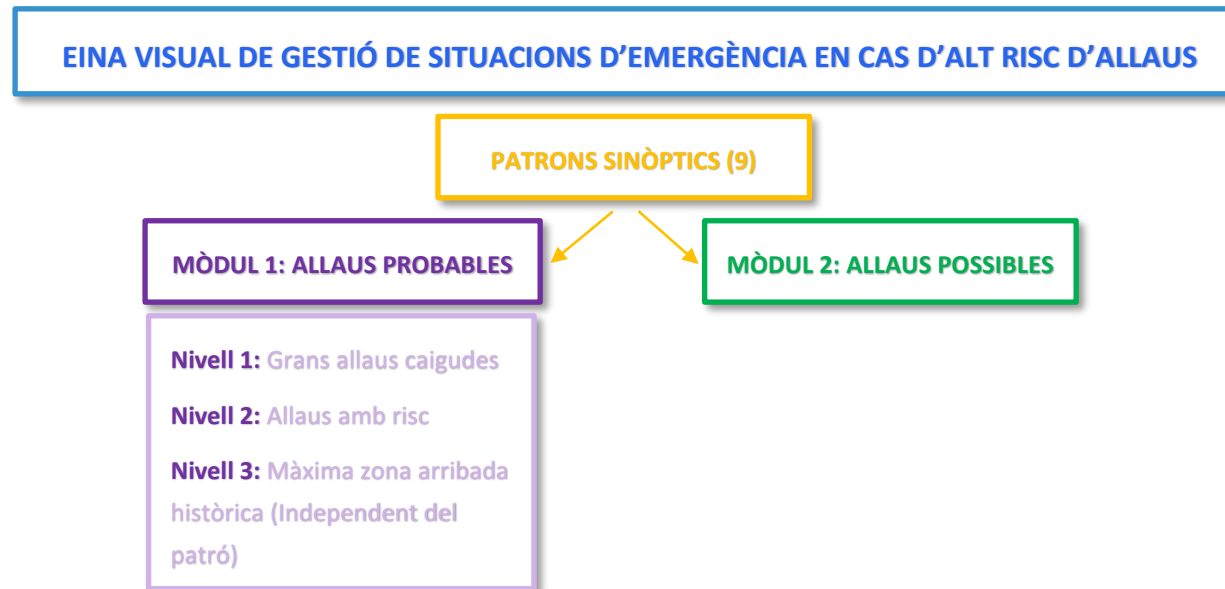 EINA VISUAL DE GESTIÓ DE SITUACIONS D’EMERGÈNCIA EN CAS D’ALT RISC D’ALLAUS
PATRONS SINÒPTICS (9)
MÒDUL 1: ALLAUS PROBABLES
MÒDUL 2: ALLAUS POSSIBLES
Nivell 1: Grans allaus caigudes
Nivell 2: Allaus amb risc
Nivell 3: Màxima zona arribada
històrica (Independent del
patró)